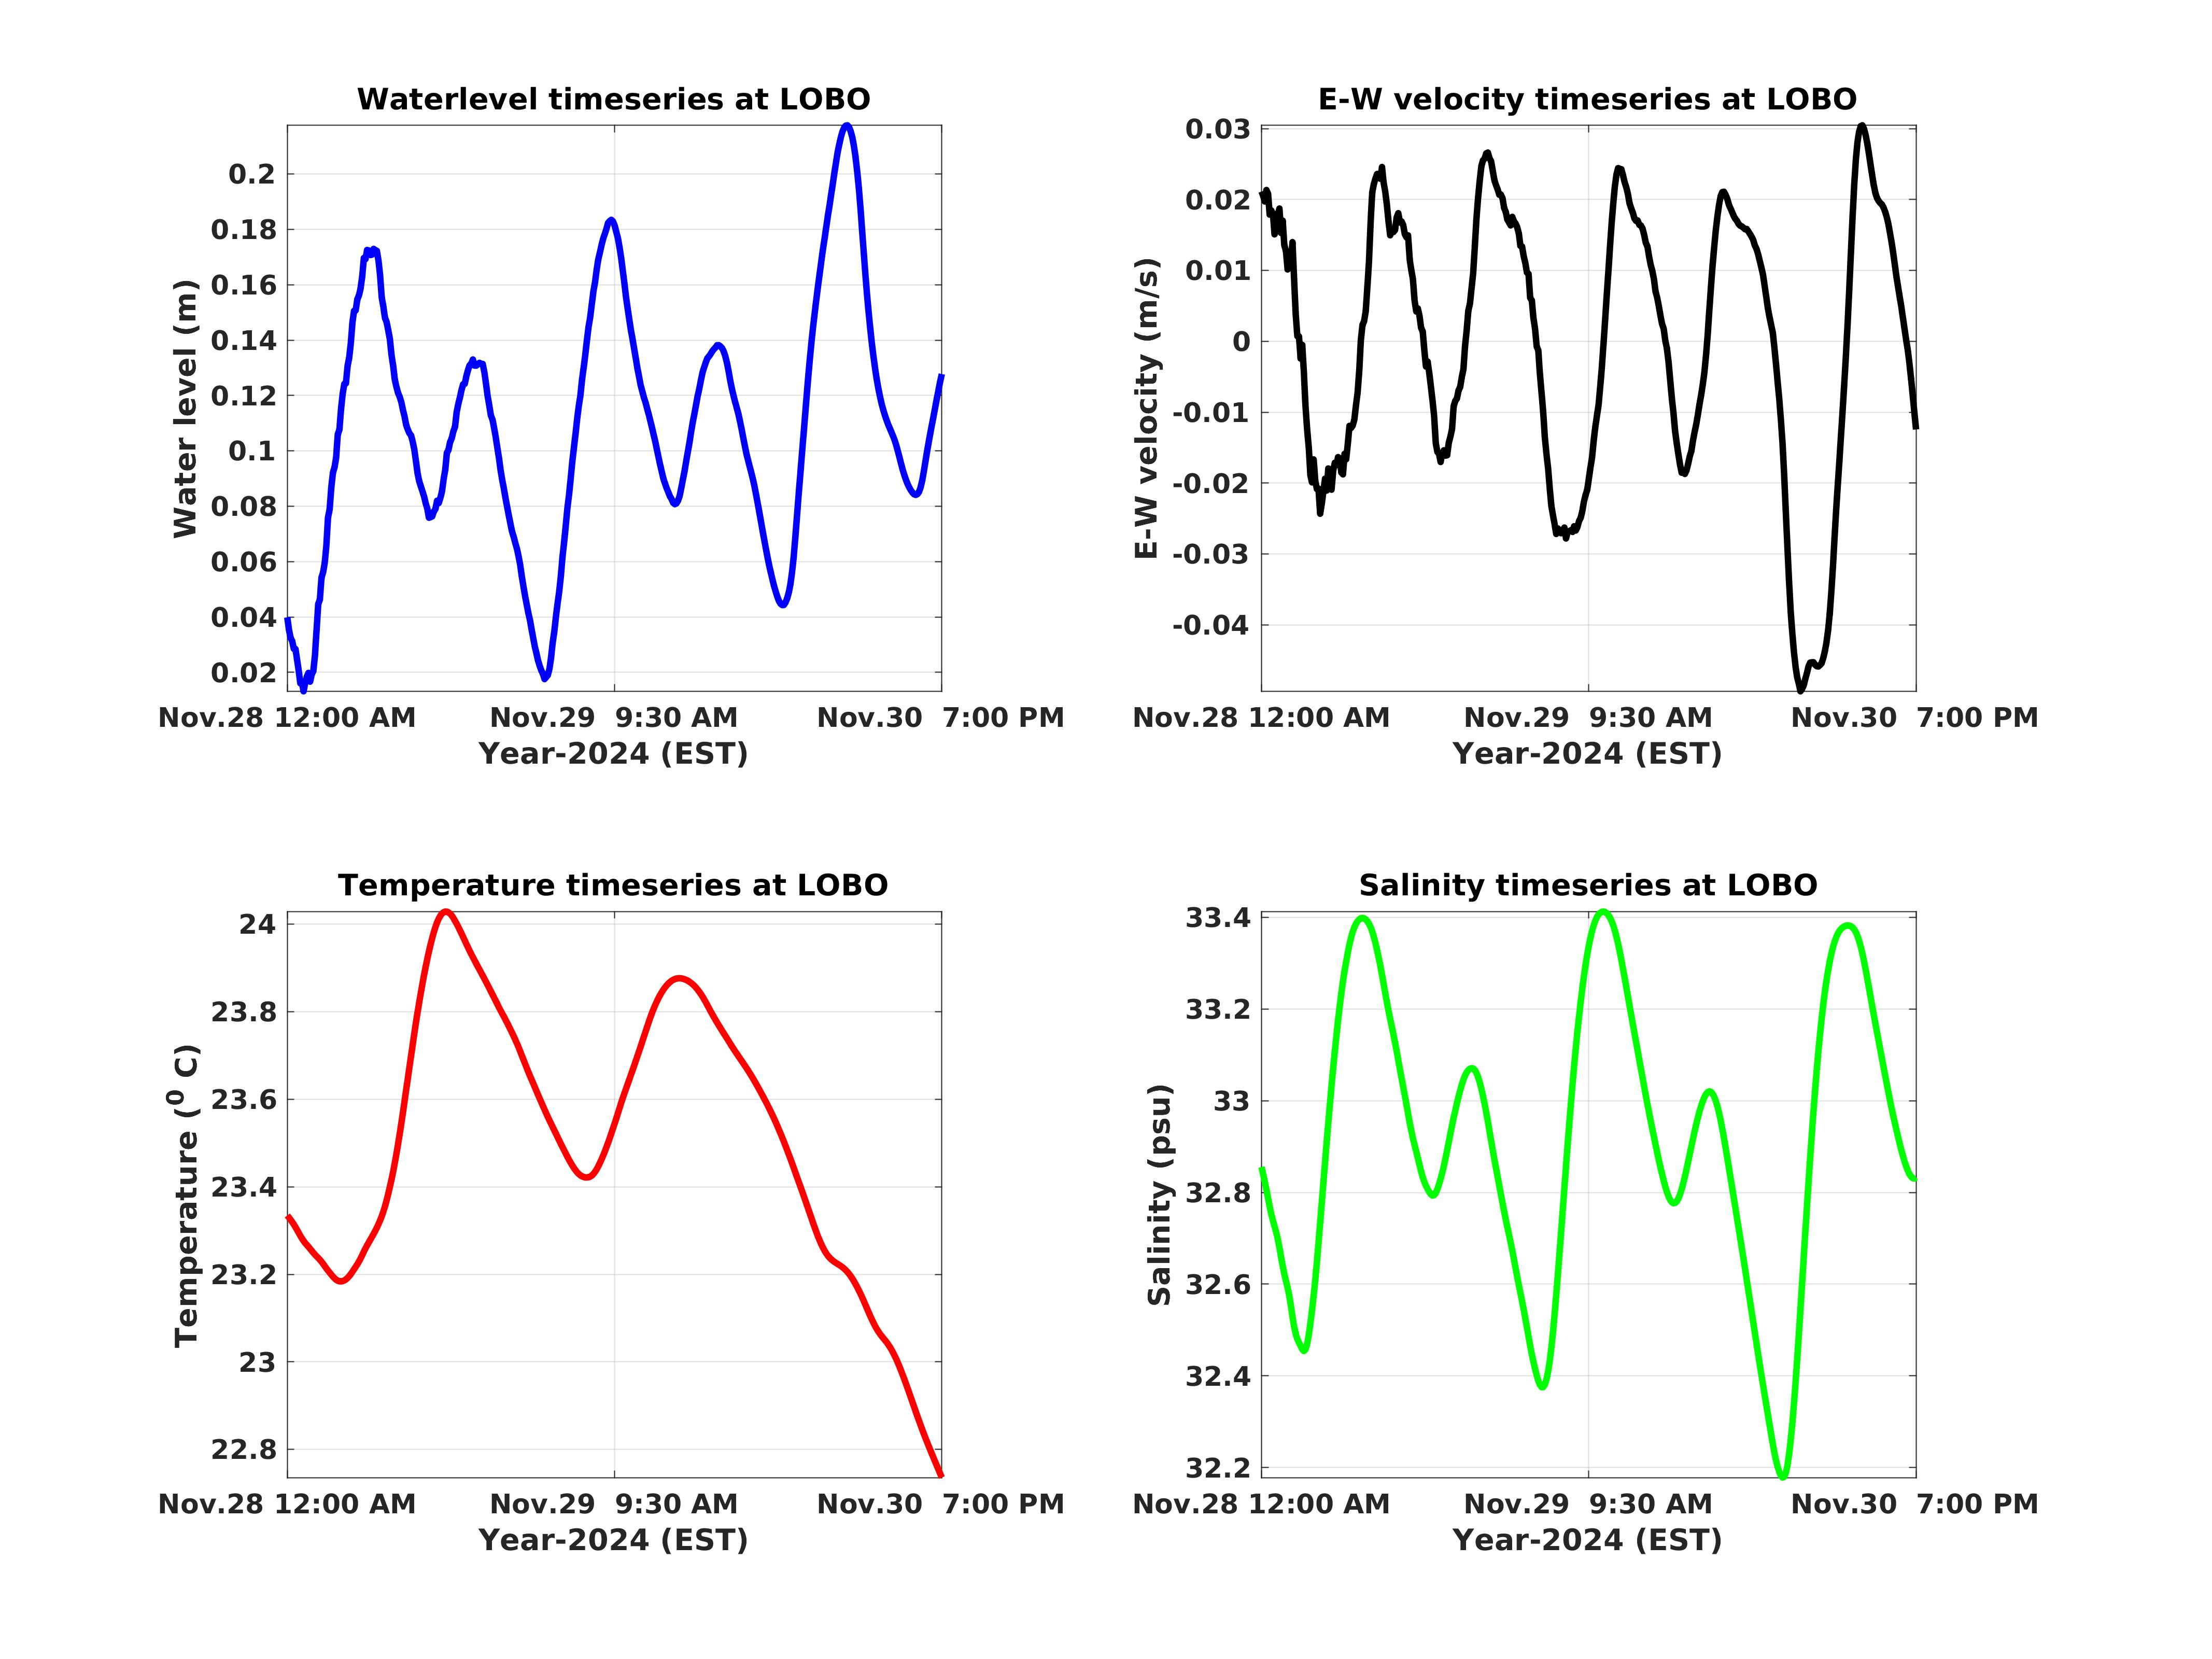 Waterlevel timeseries at LOBO
Water level (m)
0.2
0.18
0.16
0.14
0.12
0.1
0.08
0.06
0.04
0.02
Nov.28 12:00 AM
Nov.29 9:30 AM
Nov.30 7:00 PM
Year-2024 (EST)
E-W velocity timeseries at LOBO
E-W velocity (m/s)
0.03
0.02
0.01
0
-0.01
-0.02
-0.03
-0.04
Nov.28 12:00 AM
Nov.29 9:30 AM
Nov.30 7:00 PM
Year-2024 (EST)
Temperature timeseries at LOBO
Temperature (⁰ C)
24
23.8
23.6
23.4
23.2
23
22.8
Nov.28 12:00 AM
Nov.29 9:30 AM
Nov.30 7:00 PM
Year-2024 (EST)
Salinity timeseries at LOBO
Salinity (psu)
33.4
33.2
33
32.8
32.6
32.4
32.2
Nov.28 12:00 AM
Nov.29 9:30 AM
Nov.30 7:00 PM
Year-2024 (EST)